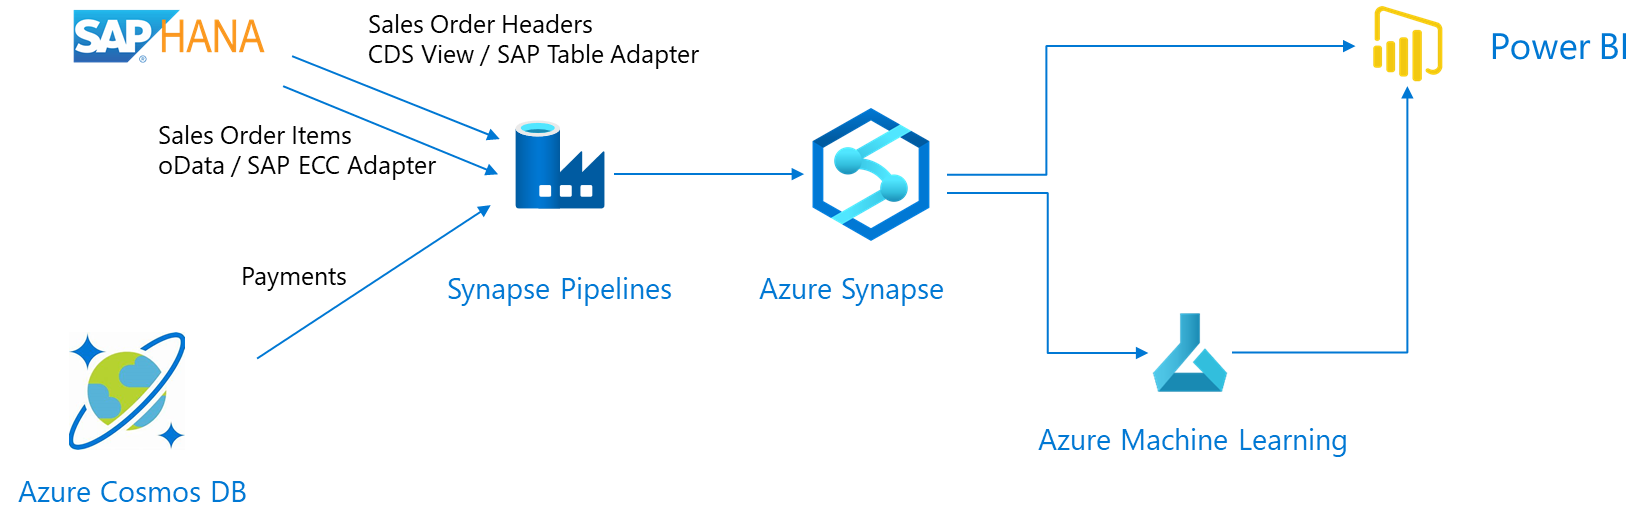 SAP HANA
®
Sales Order Headers
CDS View / SAP Table Adapter
Power BI
Sales Order Items
oData / SAP ECC Adapter
Payments
Synapse Pipelines
Azure Synapse
Azure Machine Learning
Azure Cosmos DB